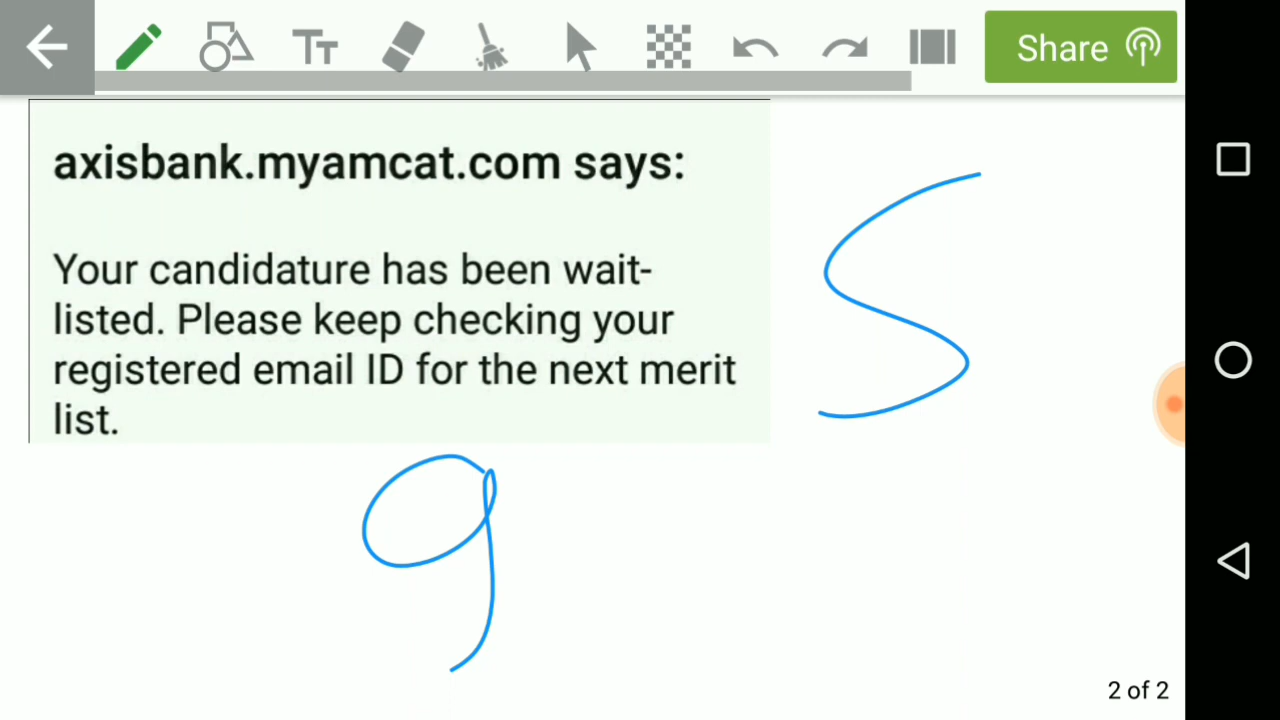 Share
axisbank.myamcat.com says:
Your candidature has been wait-
listed. Please keep checking your
registered email ID for the next merit
list.
S
9
2 of 2